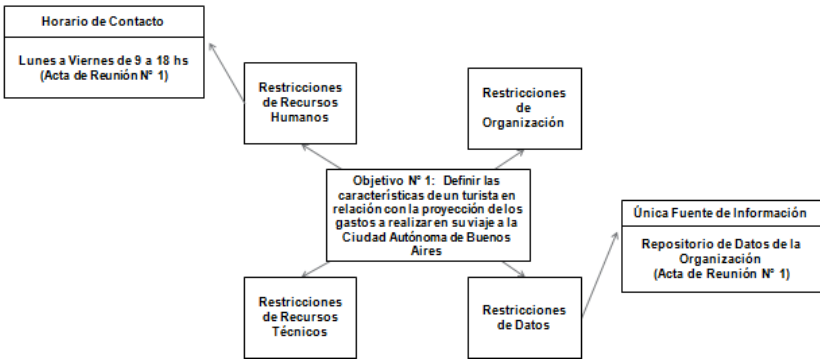 Horario de Contacto
Lunes a Viernes de 9 a 18 hs
(Acta de Reunión N° 1)
Restricciones
de Recursos
Humanos
Restricciones
de
Organización
Objetivo N° 1: Definir las
características de un turista en
relación con la proyección de los
gastos a realizar en su viaje a la
Ciudad Autónoma de Buenos
Aires
Única Fuente de Información
Repositorio de Datos de la
Organización
(Acta de Reunión N° 1)
Restricciones
de Recursos
Técnicos
Restricciones
de Datos